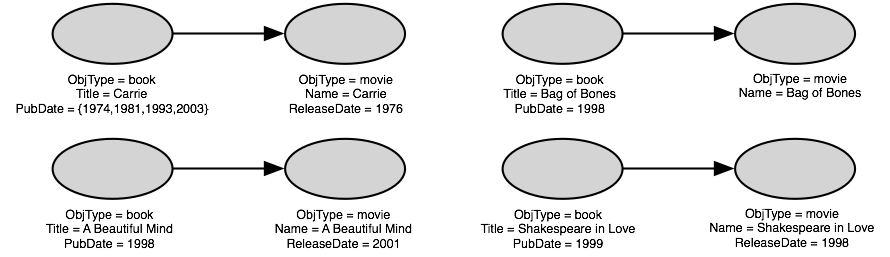 ObjType = book
Title = Carrie
PubDate = {1974,1981,1993,2003}
ObjType = movie
Name = Carrie
ReleaseDate = 1976
ObjType = book
Title = Bag of Bones
PubDate = 1998
ObjType = movie
Name = Bag of Bones
ObjType = book
Title = A Beautiful Mind
PubDate = 1998
ObjType = movie
Name = A Beautiful Mind
ReleaseDate = 2001
ObjType = book
Title = Shakespeare in Love
PubDate = 1999
ObjType = movie
Name = Shakespeare in Love
ReleaseDate = 1998